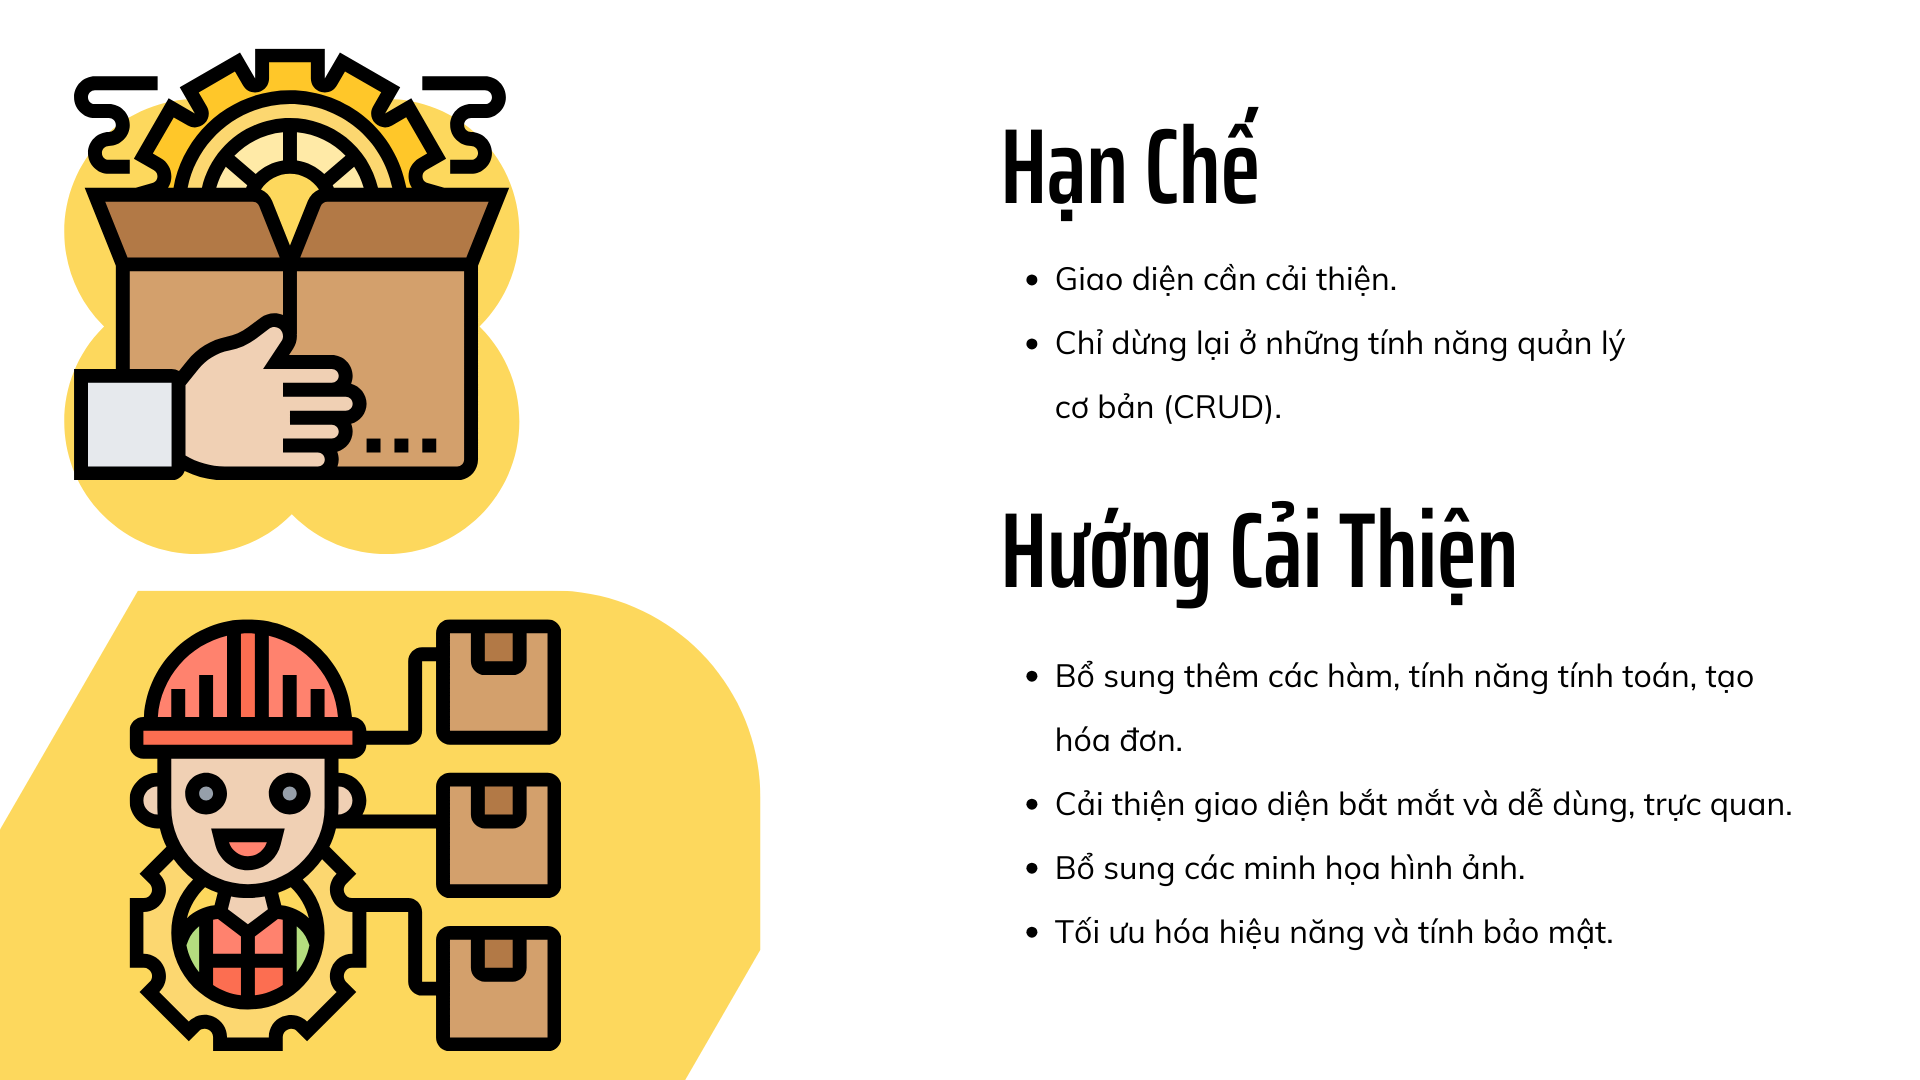 Hạn Chế
• Giao diện cần cải thiện.
• Chỉ dừng lại ở những tính năng quản lý
cơ bản (CRUD).
Hướng Cải Thiện
• Bổ sung thêm các hàm, tính năng tính toán, tạo
hóa đơn.
• Cải thiện giao diện bắt mắt và dễ dùng, trực quan.
• Bổ sung các minh họa hình ảnh.
• Tối ưu hóa hiệu năng và tính bảo mật.